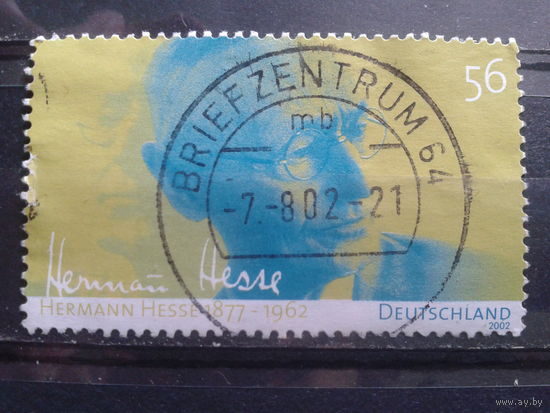 56
BRIEFZENTRUM 64
mb
-7.-8.02-21
Hermann Hesse
HERMANN HESSE 1877 - 1962
DEUTSCHLAND
2002
www.ay.by